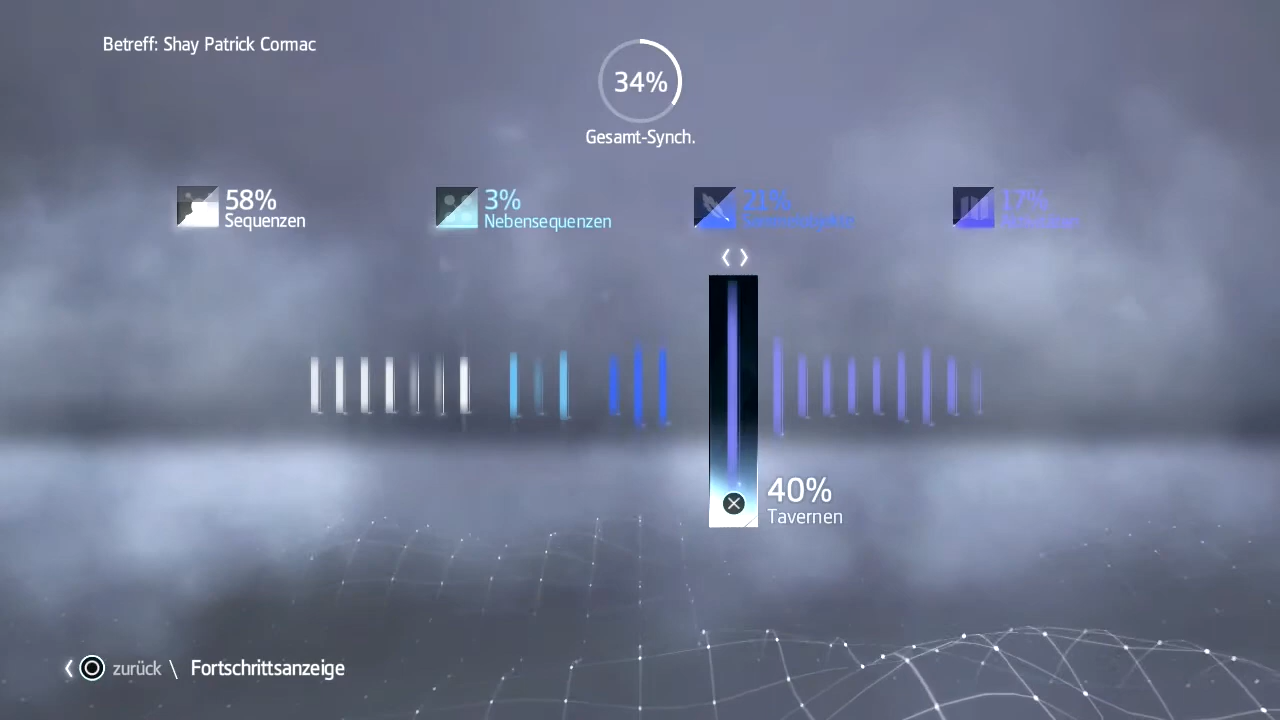 Betreff: Shay Patrick Cormac
34%
Gesamt-Synch.
58%
Sequenzen
3%
Nebensequenzen
21%
17%
40%
Tavernen
zurück \ Fortschrittsanzeige